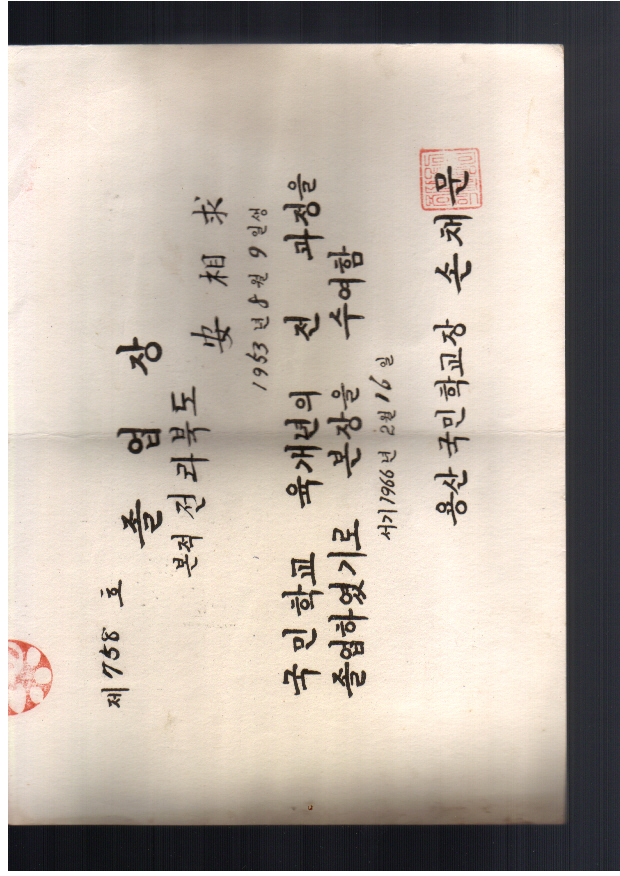 제 758 호
졸 업 장
본적 전라북도
安 相 求
1953 년 8 월 9 일생
국민학교 육개년의 전 과정을
졸업하였기로 본장을 수여함
서기 1966 년 2월 16 일
용산 국민학교장 손채문